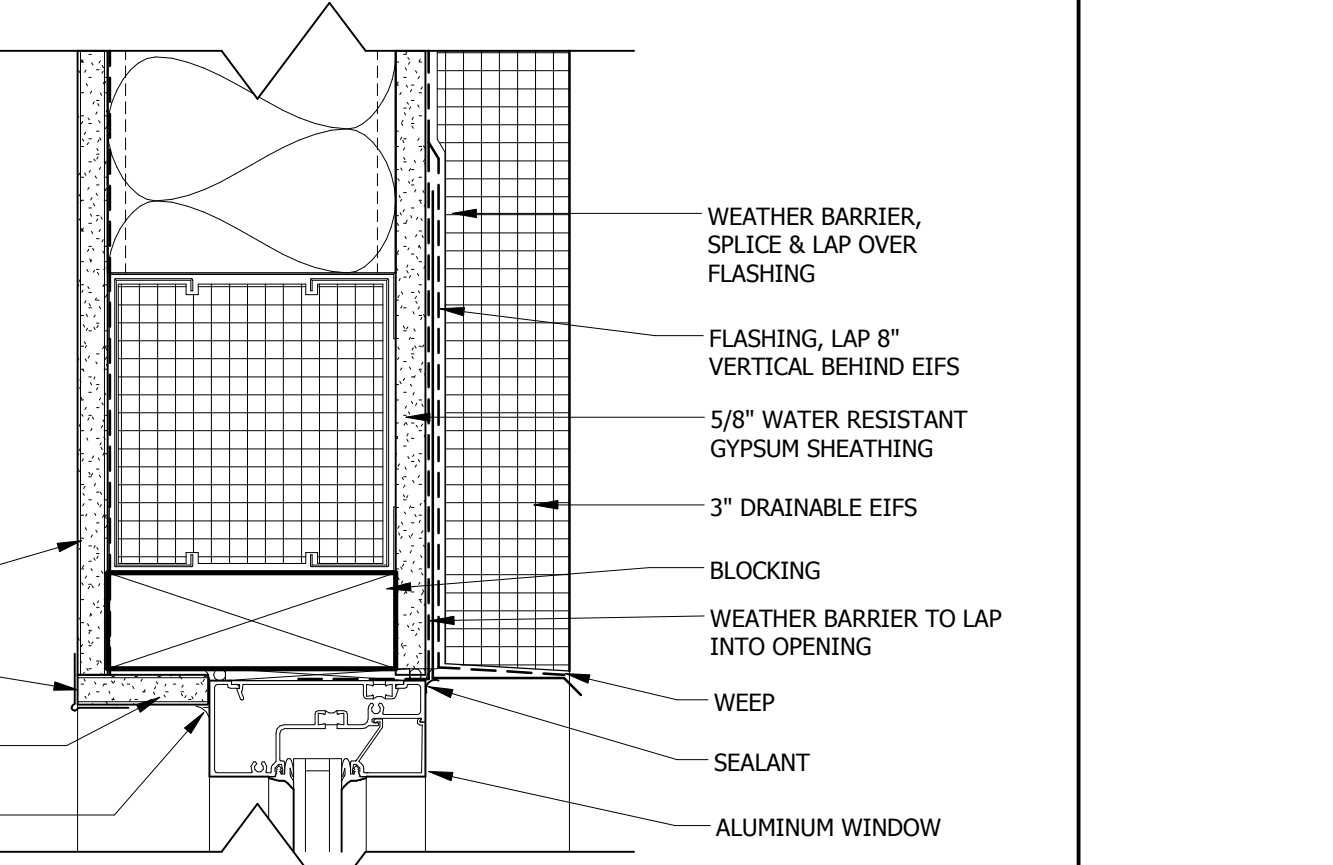 WEATHER BARRIER,
SPLICE & LAP OVER
FLASHING
FLASHING, LAP 8"
VERTICAL BEHIND EIFS
5/8" WATER RESISTANT
GYPSUM SHEATHING
3" DRAINABLE EIFS
BLOCKING
WEATHER BARRIER TO LAP
INTO OPENING
WEEP
SEALANT
ALUMINUM WINDOW